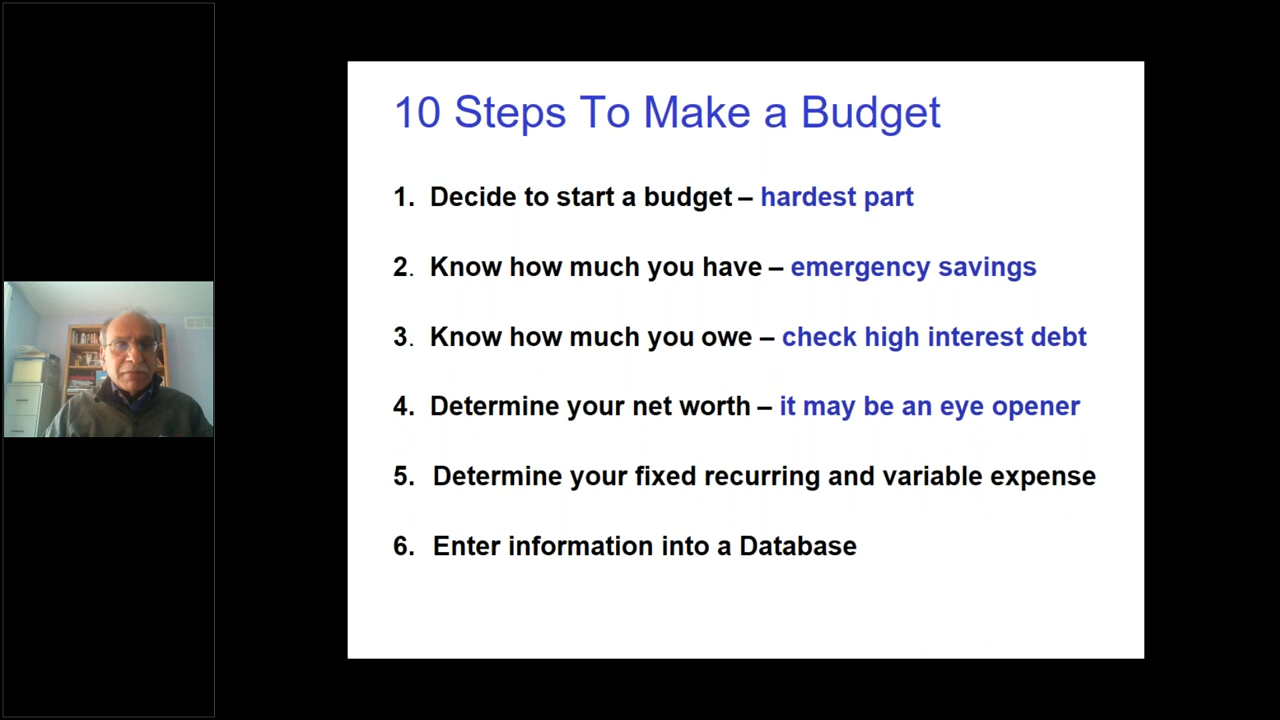 10 Steps To Make a Budget
1. Decide to start a budget – hardest part
2. Know how much you have – emergency savings
3. Know how much you owe – check high interest debt
4. Determine your net worth – it may be an eye opener
5. Determine your fixed recurring and variable expense
6. Enter information into a Database